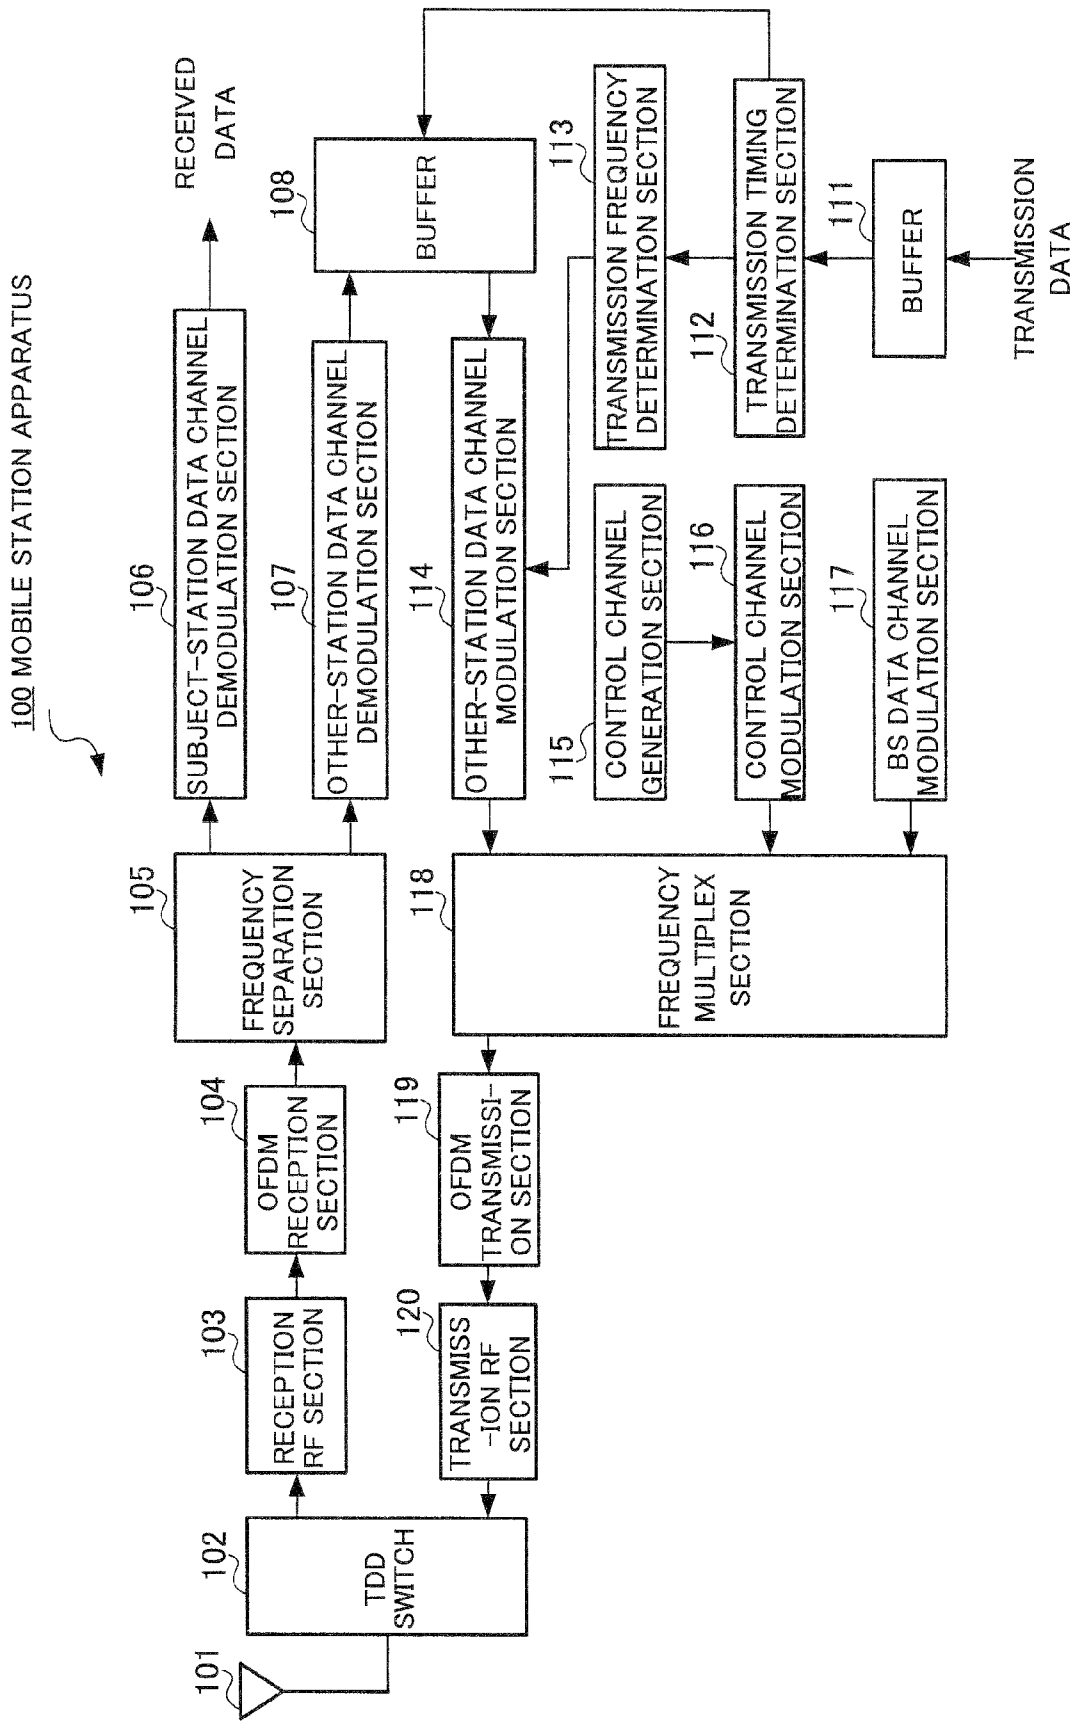 100 MOBILE STATION APPARATUS
101
102
TDD
SWITCH
103
RECEPTION
RF SECTION
104
OFDM
RECEPTION
SECTION
105
FREQUENCY
SEPARATION
SECTION
106
SUBJECT-STATION DATA CHANNEL
DEMODULATION SECTION
RECEIVED
DATA
107
OTHER-STATION DATA CHANNEL
DEMODULATION SECTION
108
BUFFER
120
TRANSMISS
-ION RF
SECTION
119
OFDM
TRANSMISSI-
ON SECTION
118
FREQUENCY
MULTIPLEX
SECTION
114
OTHER-STATION DATA CHANNEL
MODULATION SECTION
115
CONTROL CHANNEL
GENERATION SECTION
113
TRANSMISSION FREQUENCY
DETERMINATION SECTION
116
CONTROL CHANNEL
MODULATION SECTION
112
TRANSMISSION TIMING
DETERMINATION SECTION
117
BS DATA CHANNEL
MODULATION SECTION
111
BUFFER
TRANSMISSION
DATA